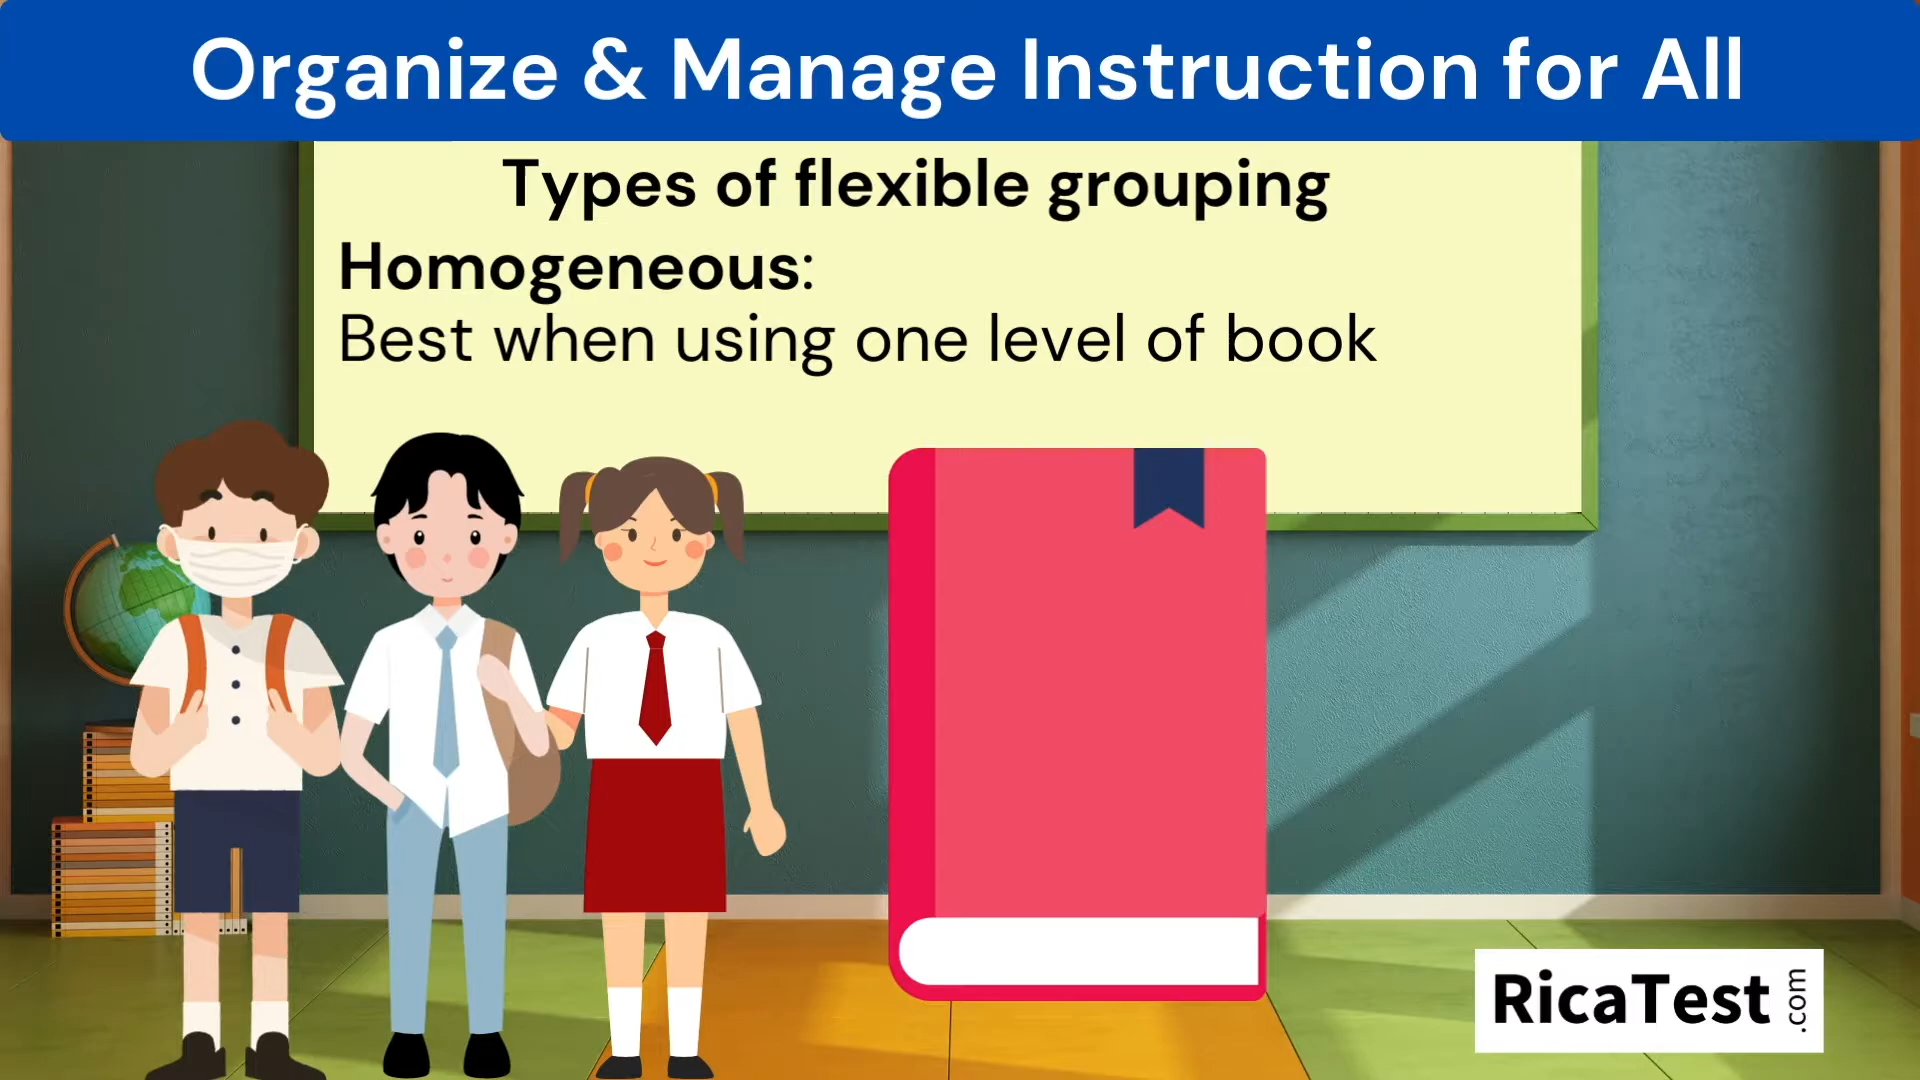 Organize & Manage Instruction for All
Types of flexible grouping
Homogeneous:
Best when using one level of book
RicaTest.com